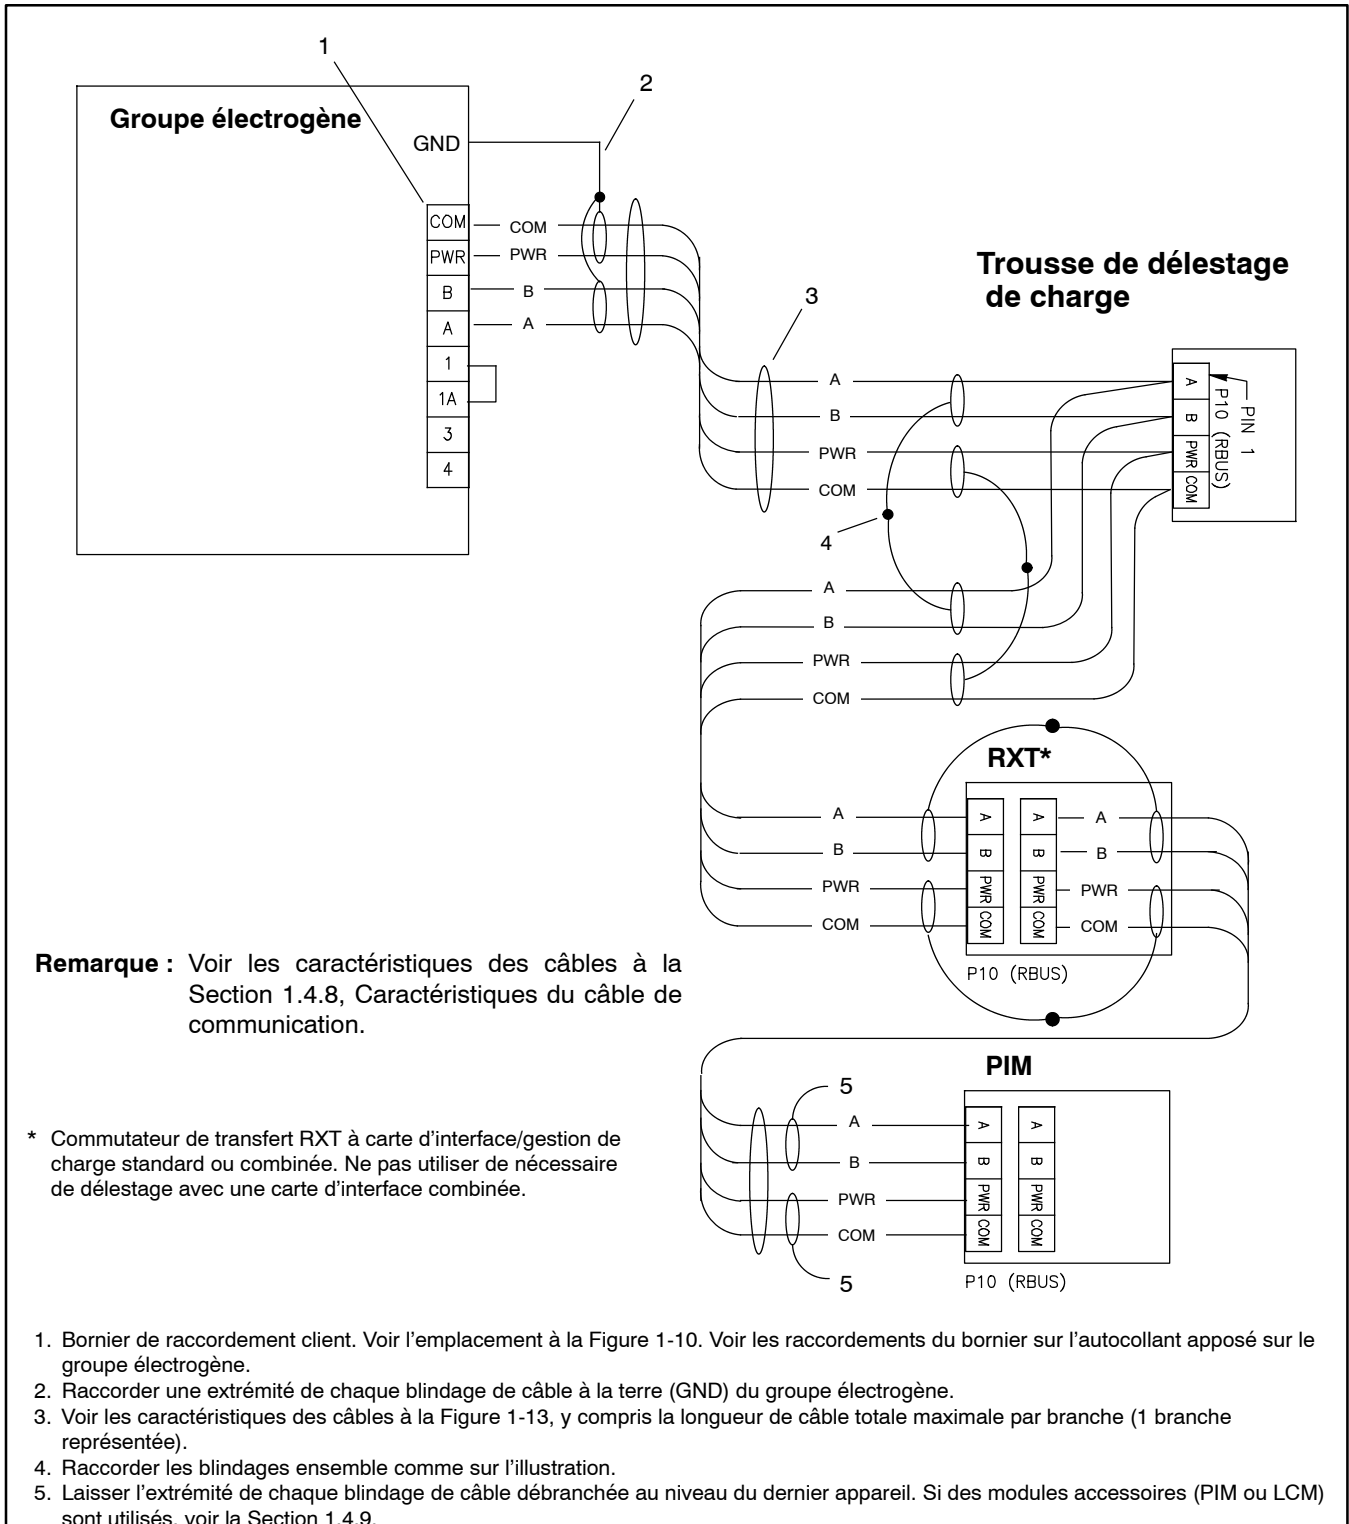 1
2
Groupe électrogène
GND
COM
PWR
B
A
1
1A
3
4
COM
PWR
B
A
Trousse de délestage
de charge
3
A
B
PWR
COM
A
B
PWR
COM
PIN 1
P10 (RBUS)
4
A
B
PWR
COM
RXT*
A
B
PWR
COM
A
B
PWR
COM
A
B
PWR
COM
A
B
PWR
COM
P10 (RBUS)
Remarque : Voir les caractéristiques des câbles à la
Section 1.4.8, Caractéristiques du câble de
communication.
PIM
5
A
B
PWR
COM
5
A
B
PWR
COM
A
B
PWR
COM
P10 (RBUS)
* Commutateur de transfert RXT à carte d'interface/gestion de
charge standard ou combinée. Ne pas utiliser de nécessaire
de délestage avec une carte d'interface combinée.
1. Bornier de raccordement client. Voir l'emplacement à la Figure 1-10. Voir les raccordements du bornier sur l'autocollant apposé sur le
groupe électrogène.
2. Raccorder une extrémité de chaque blindage de câble à la terre (GND) du groupe électrogène.
3. Voir les caractéristiques des câbles à la Figure 1-13, y compris la longueur de câble totale maximale par branche (1 branche
représentée).
4. Raccorder les blindages ensemble comme sur l'illustration.
5. Laisser l'extrémité de chaque blindage de câble débranchée au niveau du dernier appareil. Si des modules accessoires (PIM ou LCM)
sont utilisés, voir la Section 1.4.9.